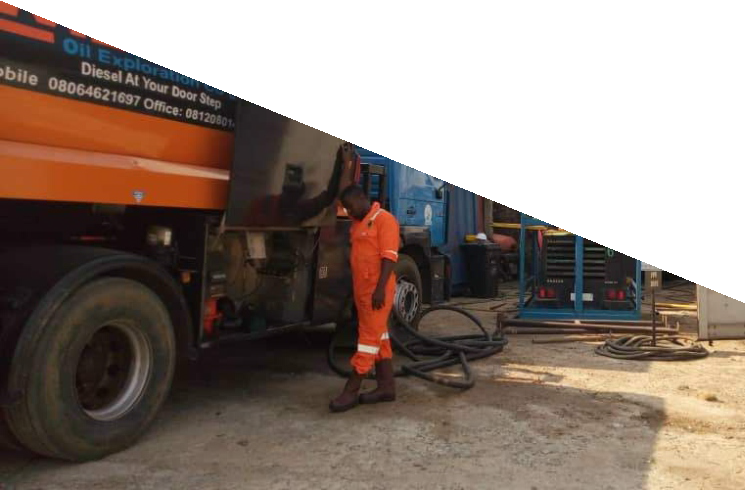 Oil Exploration
Diesel At Your Door Step
obile 08064621697 Office: 0812080